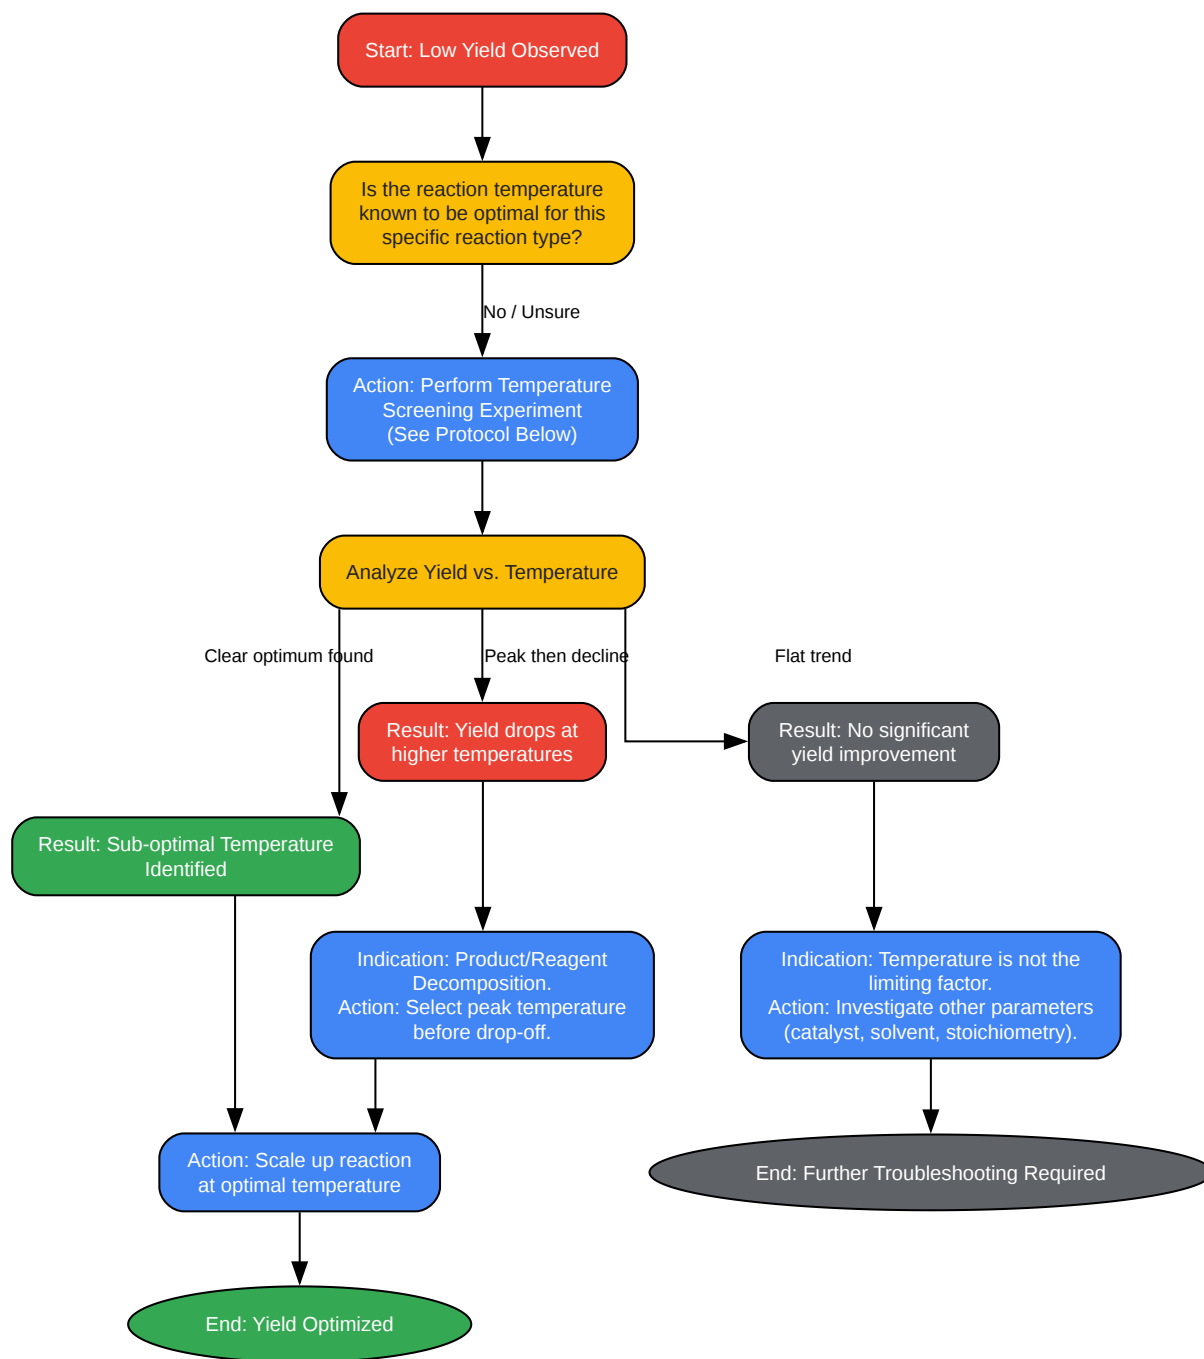 Start: Low Yield Observed
Is the reaction temperature
known to be optimal for this
specific reaction type?
No / Unsure
Action: Perform Temperature
Screening Experiment
(See Protocol Below)
Analyze Yield vs. Temperature
Clear optimum found
Peak then decline
Flat trend
Result: Yield drops at
higher temperatures
Result: No significant
yield improvement
Result: Sub-optimal Temperature
Identified
Indication: Product/Reagent
Decomposition.
Action: Select peak temperature
before drop-off.
Indication: Temperature is not the
limiting factor.
Action: Investigate other parameters
(catalyst, solvent, stoichiometry).
Action: Scale up reaction
at optimal temperature
End: Further Troubleshooting Required
End: Yield Optimized